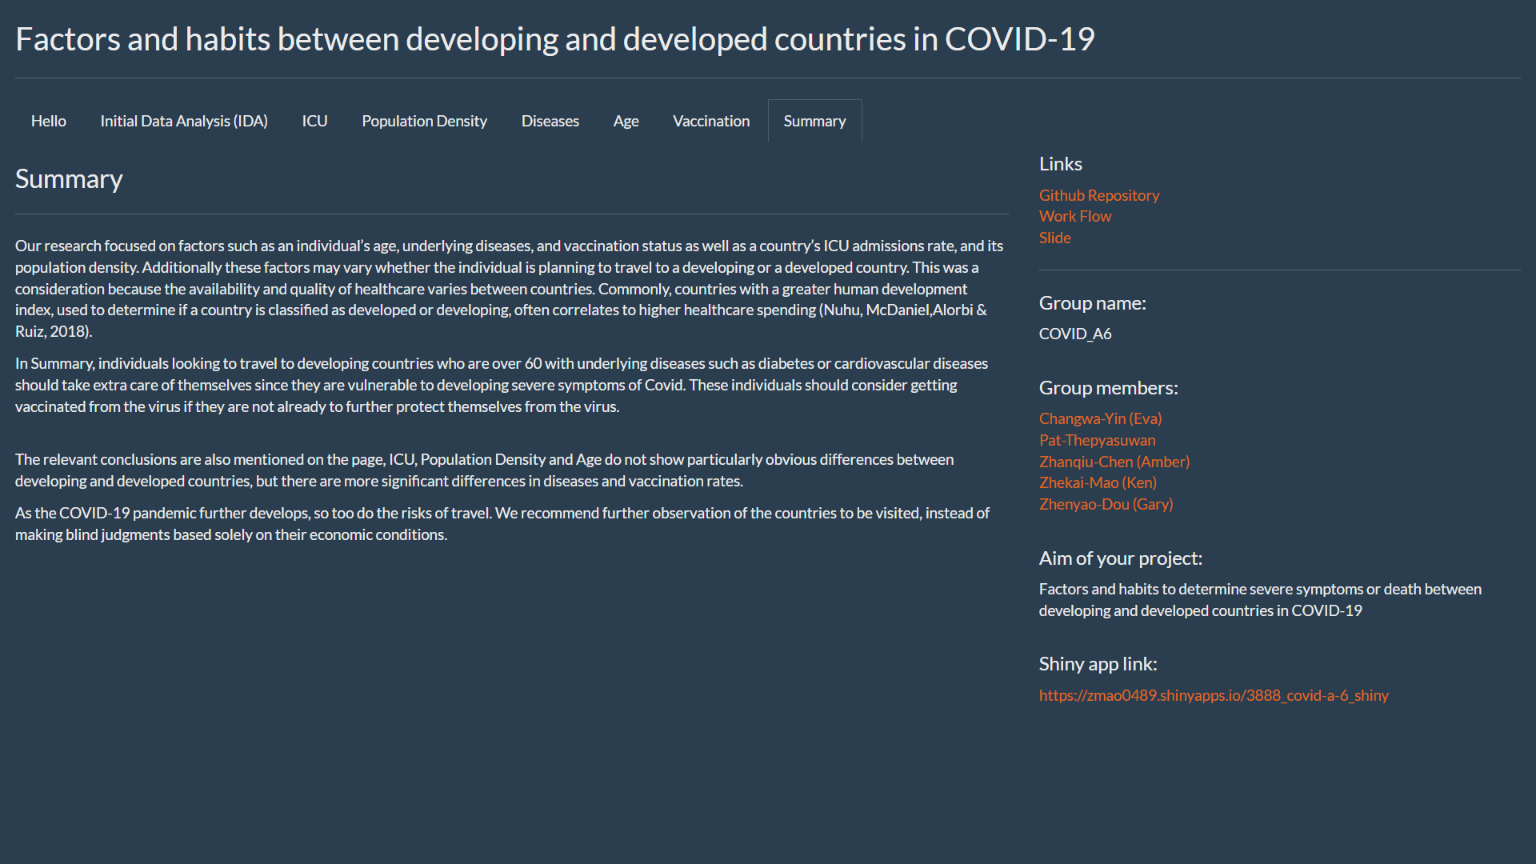 Factors and habits between developing and developed countries in COVID-19
Hello Initial Data Analysis (IDA) ICU Population Density Diseases Age Vaccination Summary
Summary
Our research focused on factors such as an individual's age, underlying diseases, and vaccination status as well as a country's ICU admissions rate, and its
population density. Additionally these factors may vary whether the individual is planning to travel to a developing or a developed country. This was a
consideration because the availability and quality of healthcare varies between countries. Commonly, countries with a greater human development
index, used to determine if a country is classified as developed or developing, often correlates to higher healthcare spending (Nuhu, McDaniel,Alorbi &
Ruiz, 2018).
In Summary, individuals looking to travel to developing countries who are over 60 with underlying diseases such as diabetes or cardiovascular diseases
should take extra care of themselves since they are vulnerable to developing severe symptoms of Covid. These individuals should consider getting
vaccinated from the virus if they are not already to further protect themselves from the virus.
The relevant conclusions are also mentioned on the page, ICU, Population Density and Age do not show particularly obvious differences between
developing and developed countries, but there are more significant differences in diseases and vaccination rates.
As the COVID-19 pandemic further develops, so too do the risks of travel. We recommend further observation of the countries to be visited, instead of
making blind judgments based solely on their economic conditions.
Links
Github Repository
Work Flow
Slide
Group name:
COVID_A6
Group members:
Changwa-Yin (Eva)
Pat-Thepyasuwan
Zhanqiu-Chen (Amber)
Zhekai-Mao (Ken)
Zhenyao-Dou (Gary)
Aim of your project:
Factors and habits to determine severe symptoms or death between
developing and developed countries in COVID-19
Shiny app link:
https://zmao0489.shinyapps.io/3888_covid-a-6_shiny